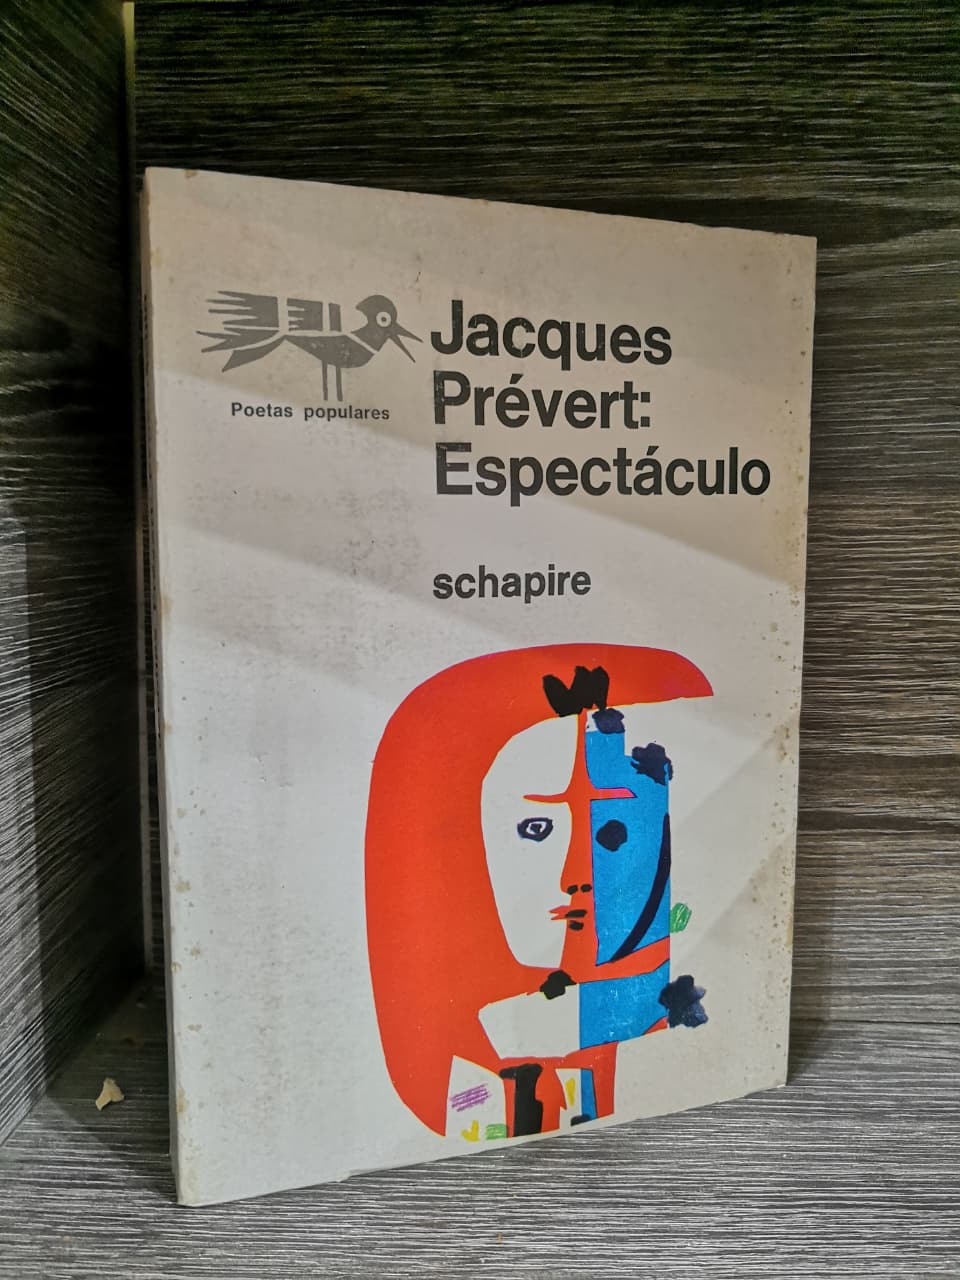 Poetas populares
Jacques
Prévert:
Espectáculo
schapire